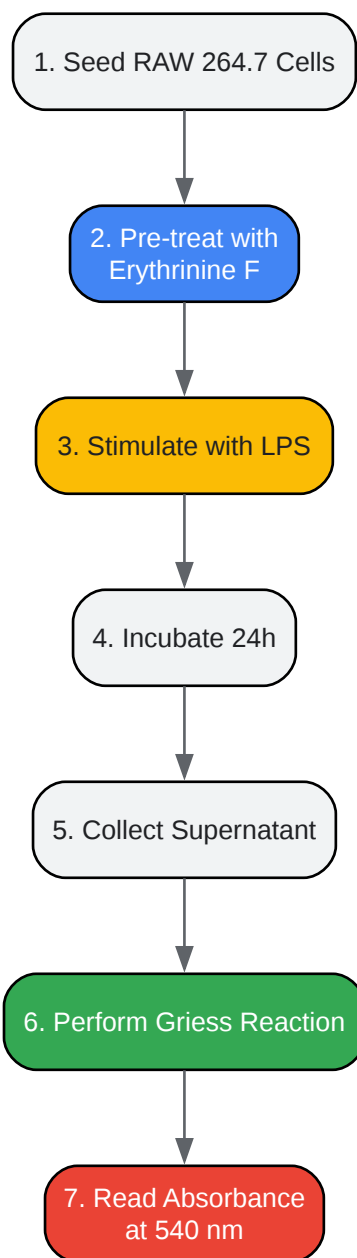 1. Seed RAW 264.7 Cells
2. Pre-treat with
Erythrinine F
3. Stimulate with LPS
4. Incubate 24h
5. Collect Supernatant
6. Perform Griess Reaction
7. Read Absorbance
at 540 nm